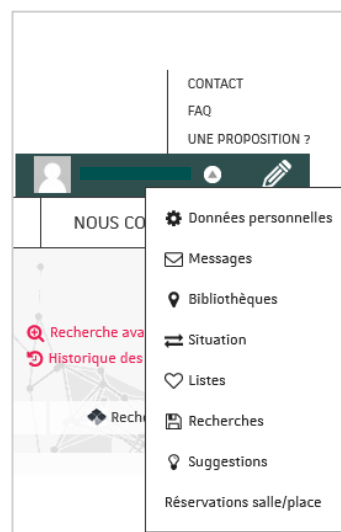 CONTACT
FAQ
UNE PROPOSITION ?
NOUS CO
Données personnelles
Messages
Bibliothèques
Situation
Listes
Recherches
Suggestions
Réservations salle/place
Recherche ava
Historique des
Reche